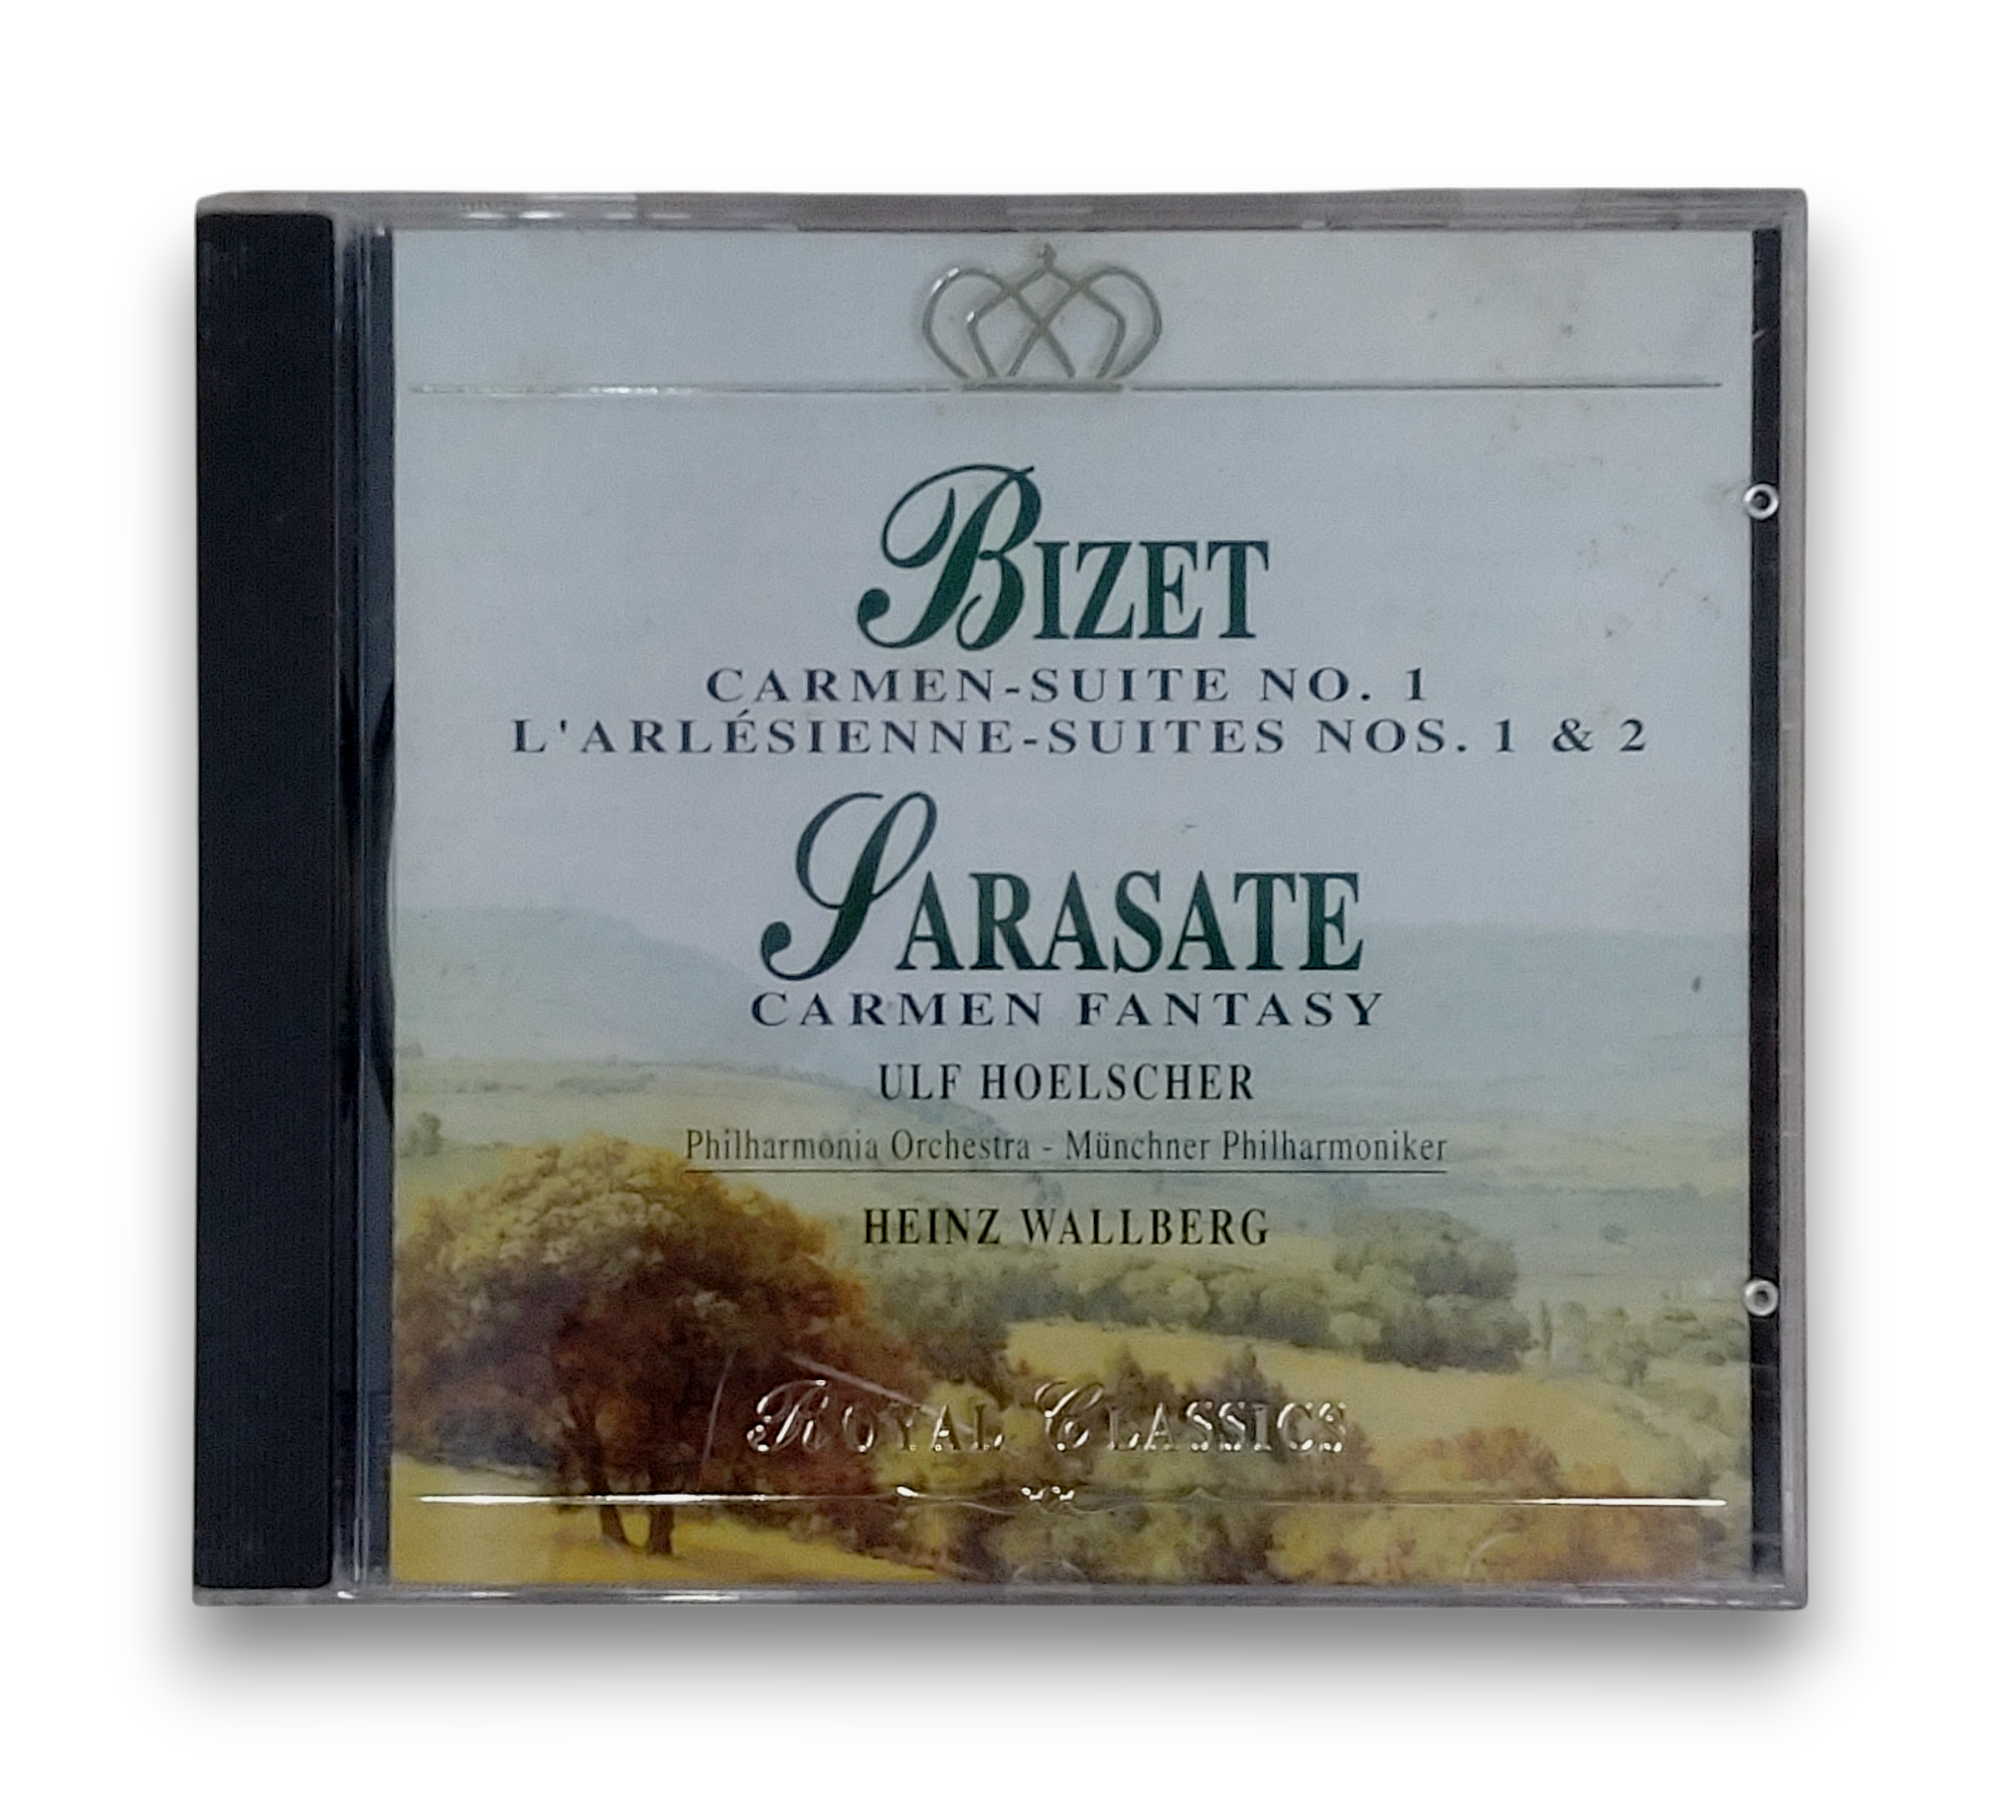 BIZET
CARMEN-SUITE NO. 1
L'ARLÉSIENNE-SUITES NOS. 1 & 2
SARASATE
CARMEN FANTASY
ULF HOELSCHER
Philharmonia Orchestra - Münchner Philharmoniker
HEINZ WALLBERG
ROYAL CLASSICS